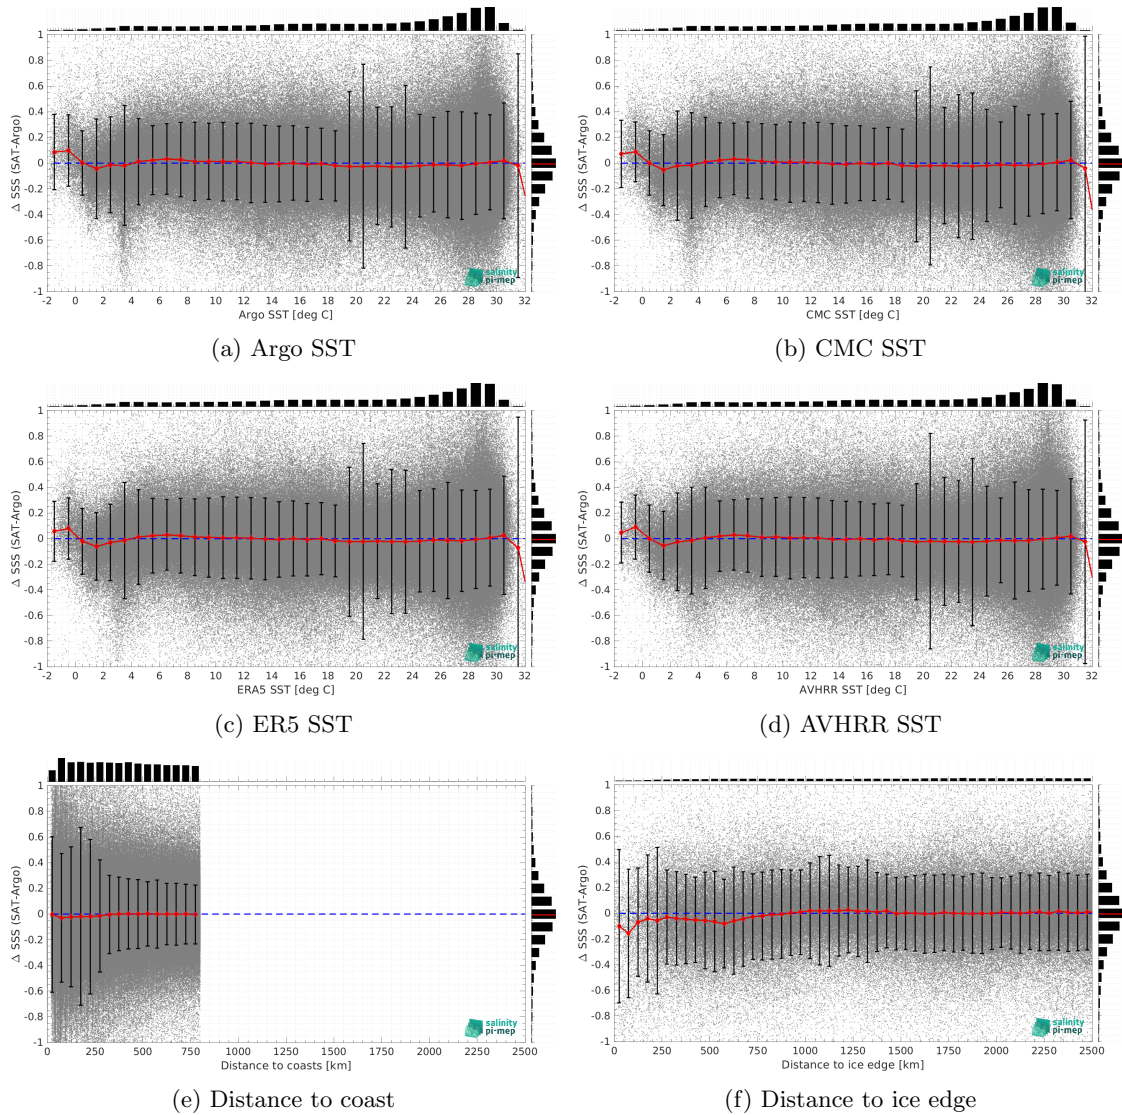 1
0.8
0.6
0.4
0.2
0
-0.2
-0.4
-0.6
-0.8
-1
Δ SSS (SAT-Argo)
-2 0 2 4 6 8 10 12 14 16 18 20 22 24 26 28 30 32
Argo SST [deg C]
salinity
pi-mep
(a) Argo SST
1
0.8
0.6
0.4
0.2
0
-0.2
-0.4
-0.6
-0.8
-1
Δ SSS (SAT-Argo)
-2 0 2 4 6 8 10 12 14 16 18 20 22 24 26 28 30 32
CMC SST [deg C]
salinity
pi-mep
(b) CMC SST
1
0.8
0.6
0.4
0.2
0
-0.2
-0.4
-0.6
-0.8
-1
Δ SSS (SAT-Argo)
-2 0 2 4 6 8 10 12 14 16 18 20 22 24 26 28 30 32
ERA5 SST [deg C]
salinity
pi-mep
(c) ER5 SST
1
0.8
0.6
0.4
0.2
0
-0.2
-0.4
-0.6
-0.8
-1
Δ SSS (SAT-Argo)
-2 0 2 4 6 8 10 12 14 16 18 20 22 24 26 28 30 32
AVHRR SST [deg C]
salinity
pi-mep
(d) AVHRR SST
1
0.8
0.6
0.4
0.2
0
-0.2
-0.4
-0.6
-0.8
-1
Δ SSS (SAT-Argo)
0 250 500 750 1000 1250 1500 1750 2000 2250 2500
Distance to coasts [km]
salinity
pi-mep
(e) Distance to coast
1
0.8
0.6
0.4
0.2
0
-0.2
-0.4
-0.6
-0.8
-1
Δ SSS (SAT-Argo)
0 250 500 750 1000 1250 1500 1750 2000 2250 2500
Distance to ice edge [km]
salinity
pi-mep
(f) Distance to ice edge